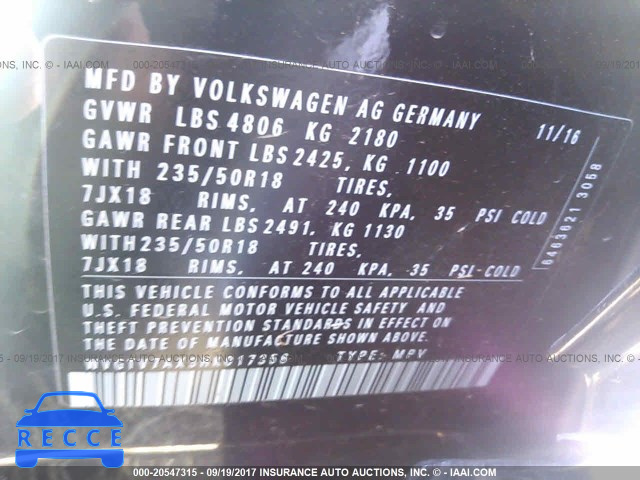 MFD BY VOLKSWAGEN AG GERMANY
GVWR LBS 4806 KG 2180 11/16
GAWR FRONT LBS 2425, KG 1100
WITH 235/50R18 TIRES,
7JX18 RIMS, AT 240 KPA, 35 PSI COLD
GAWR REAR LBS 2491, KG 1130
WITH 235/50R18 TIRES,
7JX18 RIMS, AT 240 KPA, 35 PSI-COLD
6463621 3058
THIS VEHICLE CONFORMS TO ALL APPLICABLE
U.S. FEDERAL MOTOR VEHICLE SAFETY AND
THEFT PREVENTION STANDARDS IN EFFECT ON
THE DATE OF MANUFACTURE SHOWN ABOVE.
TYPE: MPV
RECCE
000-20547315 - 09/19/2017 INSURANCE AUTO AUCTIONS, INC. - © IAAI.COM